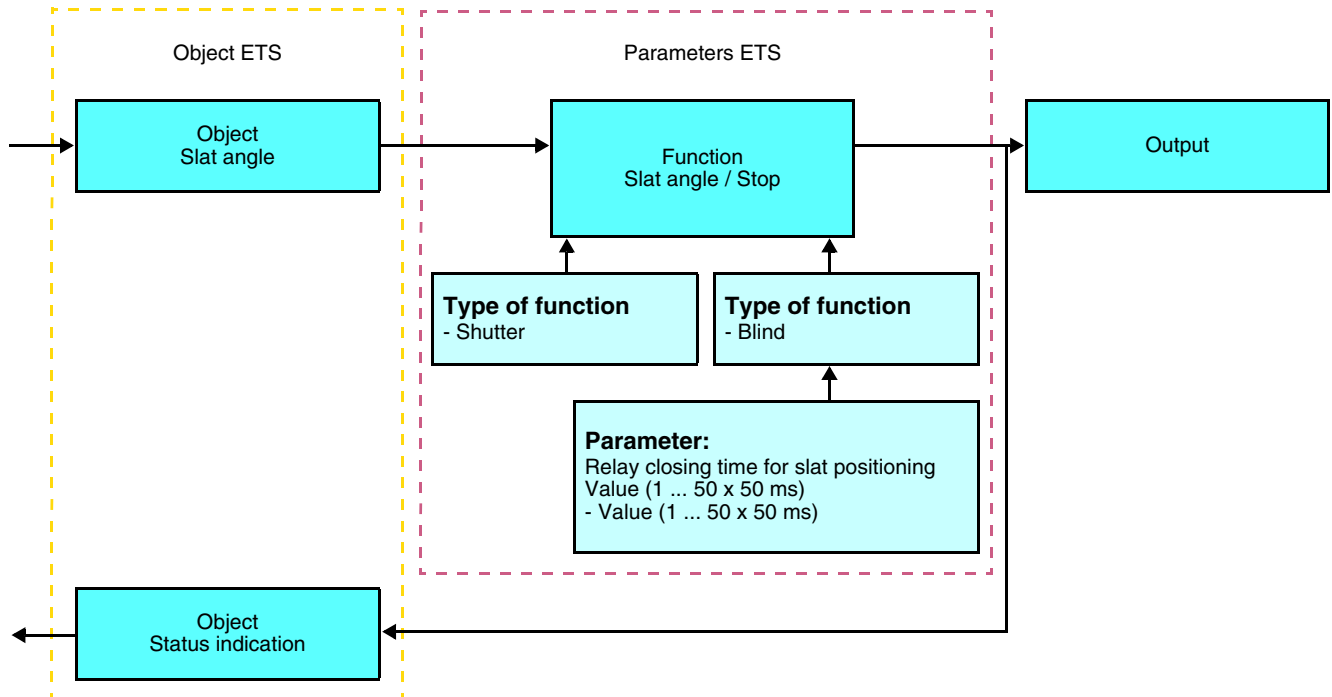 Object ETS
Parameters ETS
Object
Slat angle
Function
Slat angle / Stop
Output
Type of function
- Shutter
Type of function
- Blind
Parameter:
Relay closing time for slat positioning
Value (1 ... 50 x 50 ms)
- Value (1 ... 50 x 50 ms)
Object
Status indication